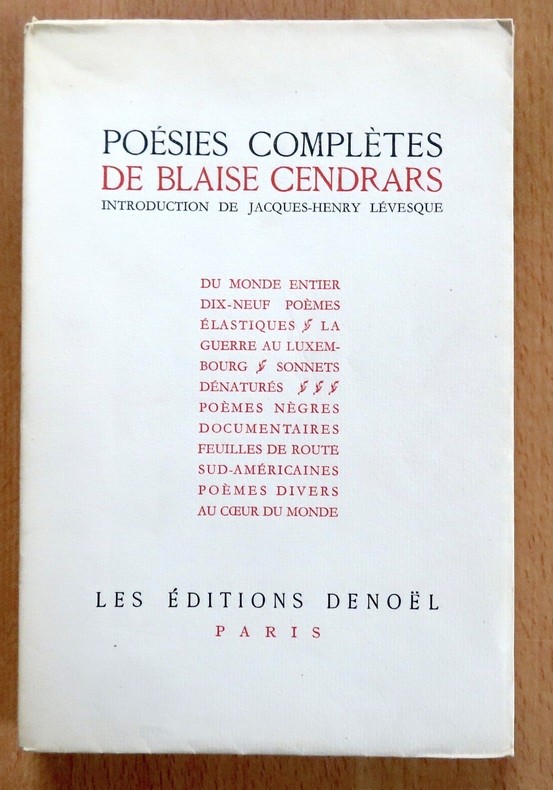 POÉSIES COMPLÈTES
DE BLAISE CENDRARS
INTRODUCTION DE JACQUES-HENRY LÉVESQUE
DU MONDE ENTIER
DIX-NEUF POÈMES
ÉLASTIQUES LA
GUERRE AU LUXEM-
BOURG SONNETS
DÉNATURÉS
POÈMES NÈGRES
DOCUMENTAIRES
FEUILLES DE ROUTE
SUD-AMÉRICAINES
POÈMES DIVERS
AU CŒUR DU MONDE
LES ÉDITIONS DENOËL
PARIS